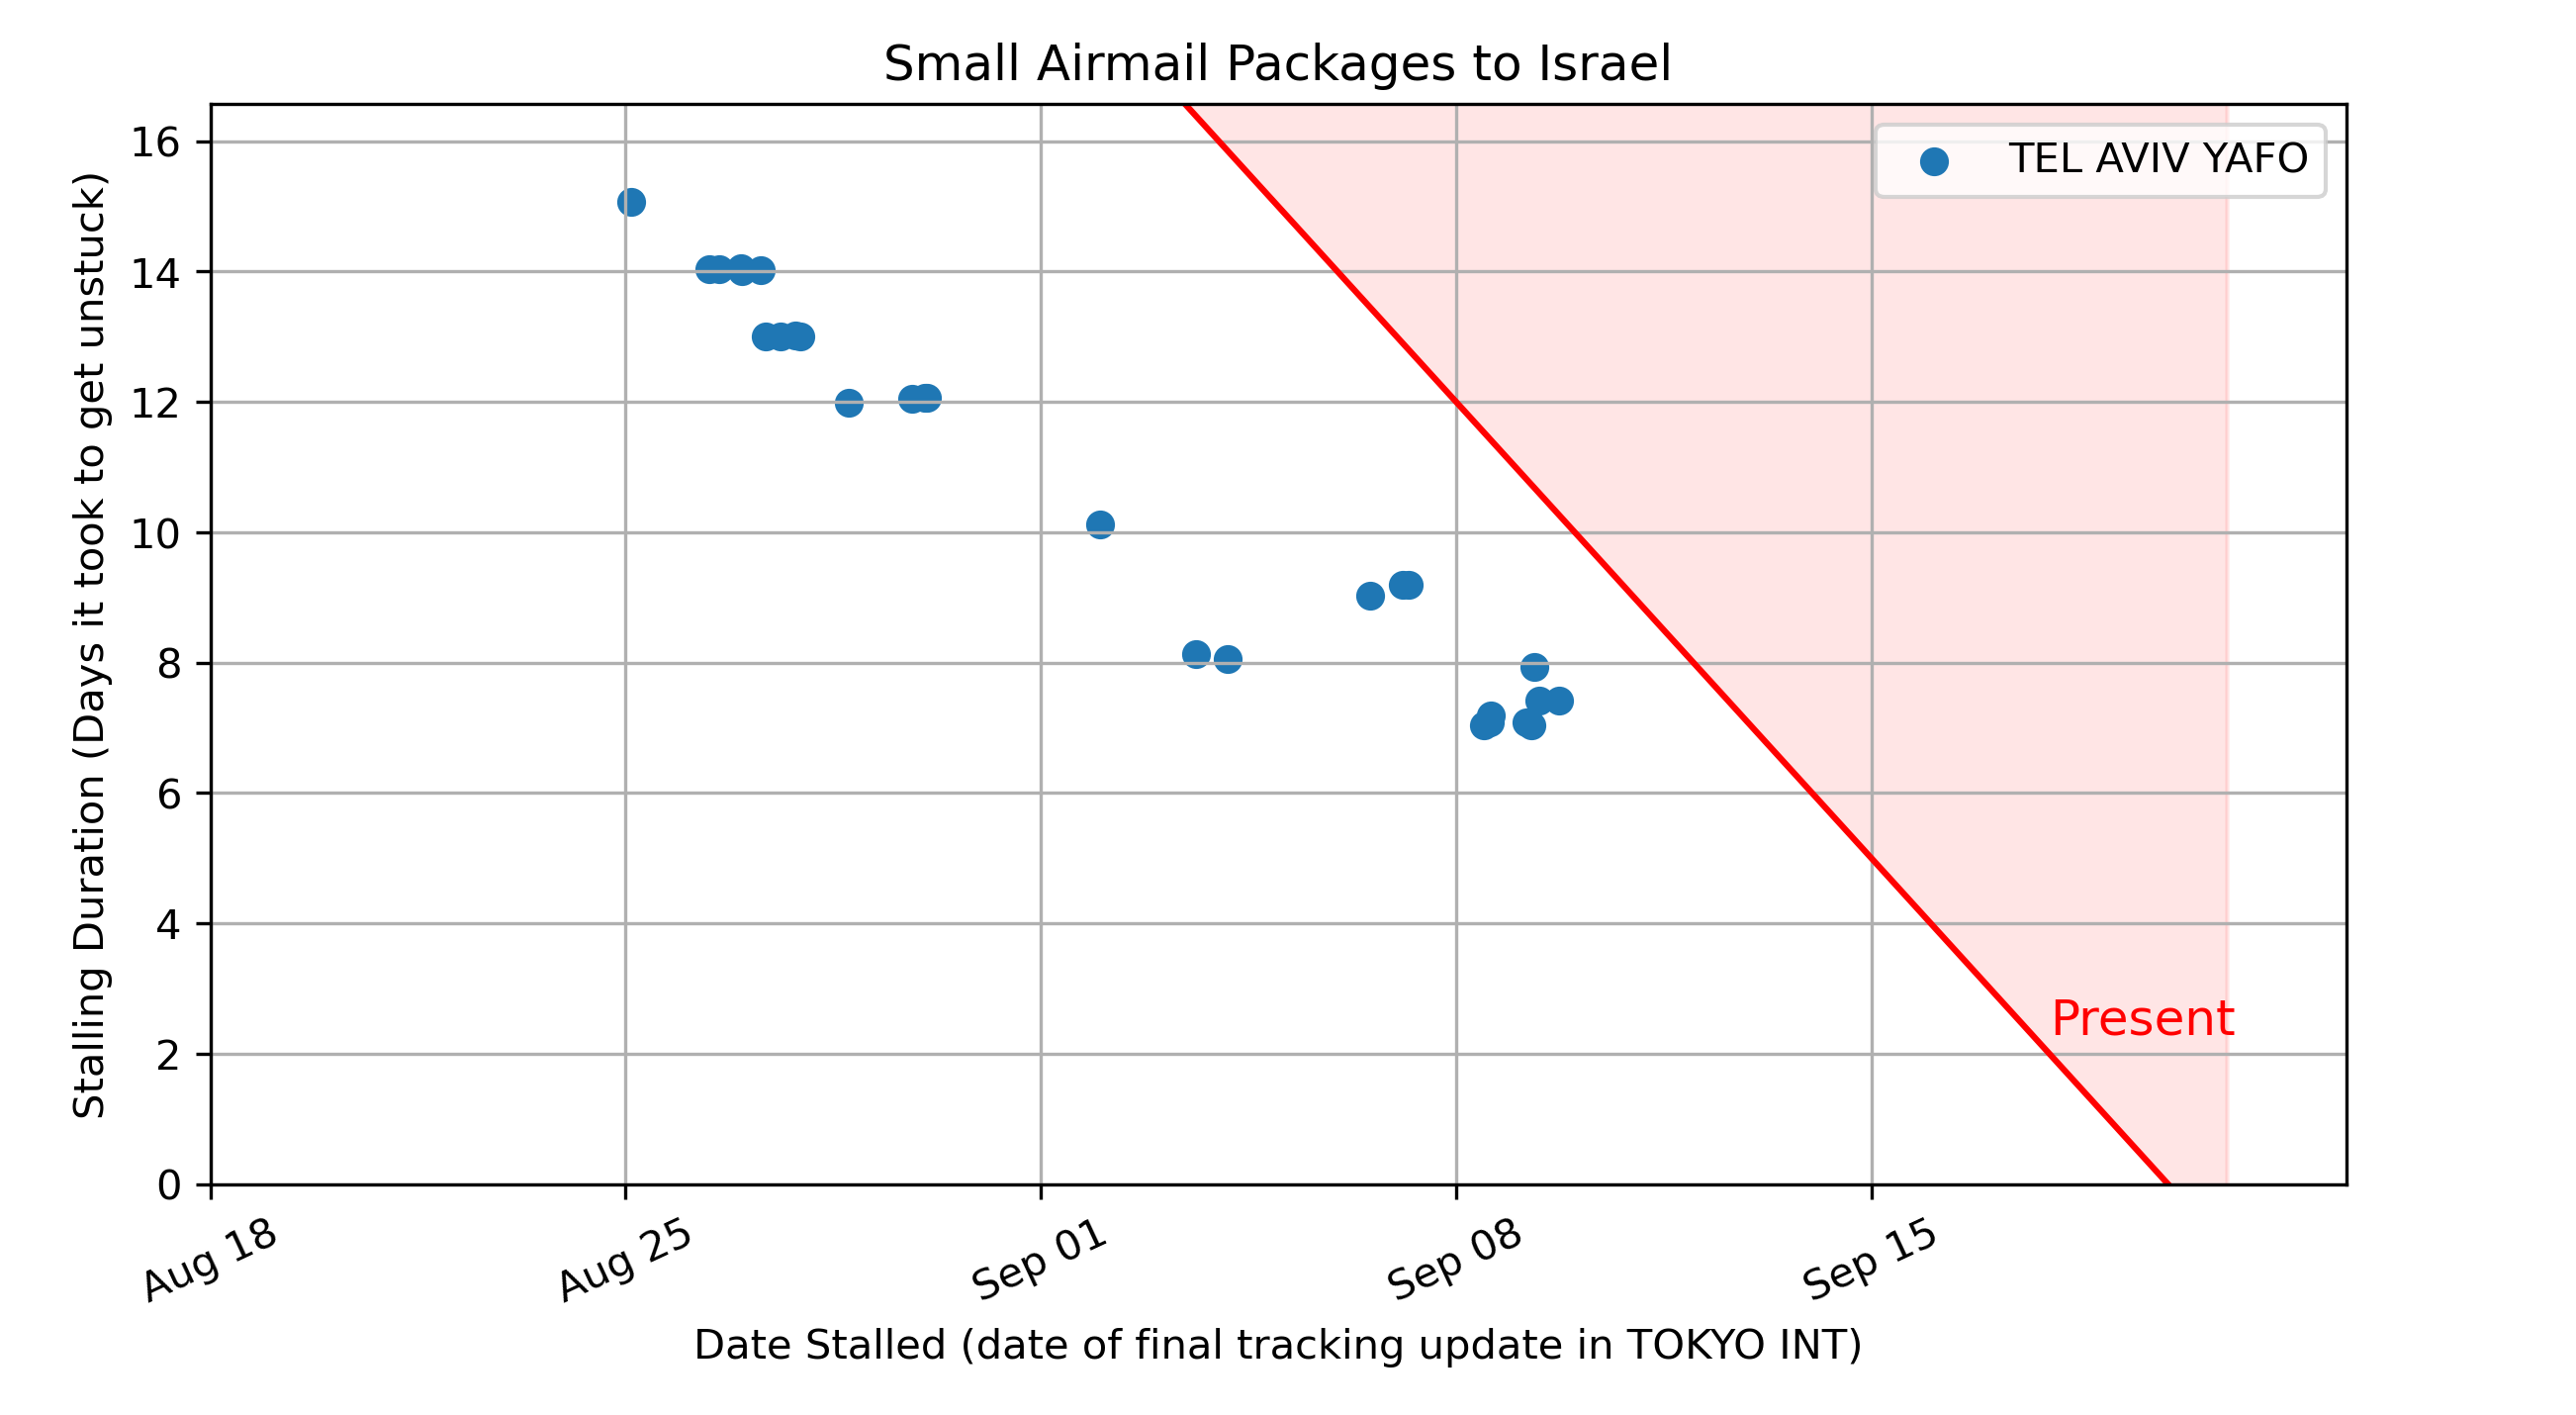 Small Airmail Packages to Israel
TEL AVIV YAFO
Stalling Duration (Days it took to get unstuck)
16
14
12
10
8
6
4
2
0
Present
Aug 18
Aug 25
Sep 01
Sep 08
Sep 15
Date Stalled (date of final tracking update in TOKYO INT)